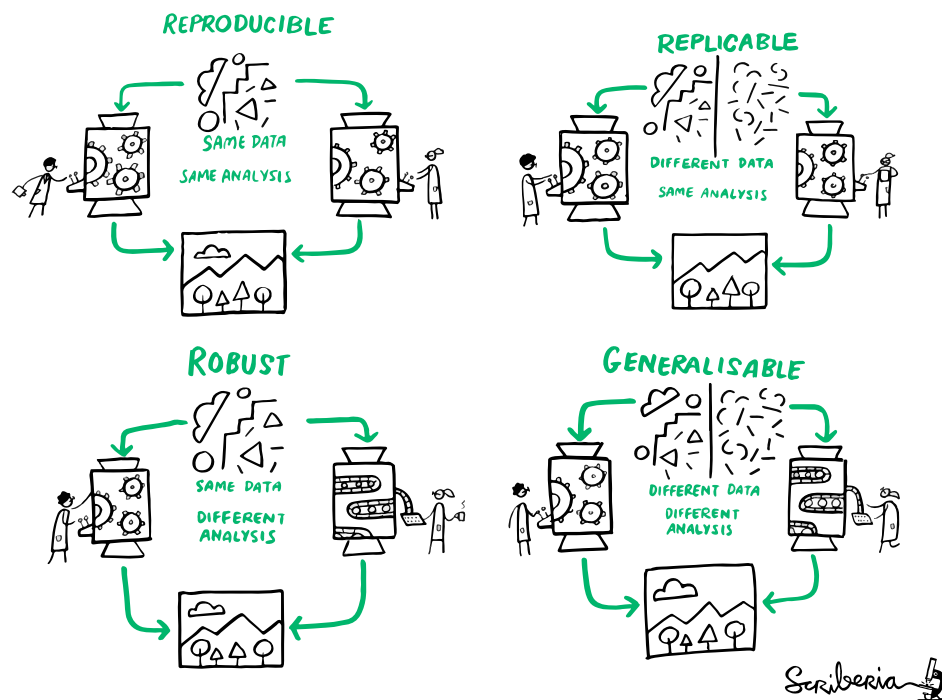 REPRODUCIBLE
SAME DATA
SAME ANALYSIS
REPLICABLE
DIFFERENT DATA
SAME ANALYSIS
ROBUST
SAME DATA
DIFFERENT
ANALYSIS
GENERALISABLE
DIFFERENT DATA
DIFFERENT
ANALYSIS
Scriberia